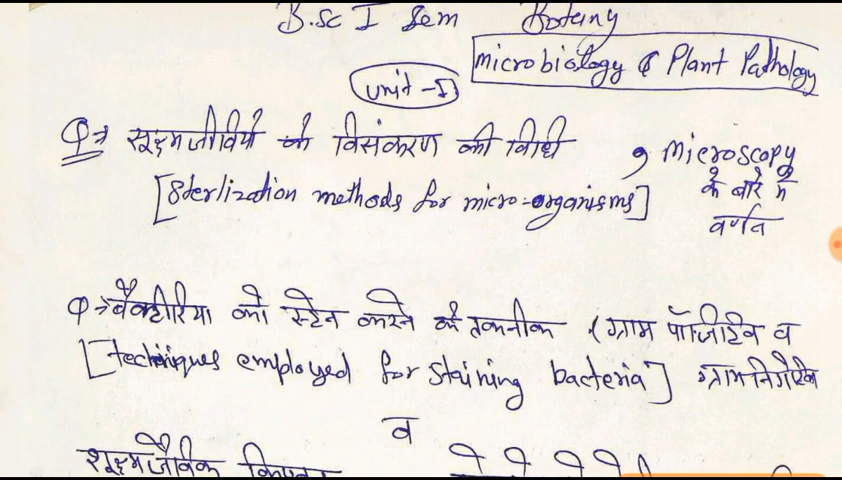 B.Sc I Sem Botany
microbiology & Plant Pathology
Unit-I
Q→ सूक्ष्मजीवियों के विसंक्रमण की विधी , microscopy
[Sterlization methods for micro-organisms] के बारे में
वर्णन
Q→ बैक्टीरिया को स्टेन करने के तकनीक (ग्राम पॉजिटिव व
[techniques employed for staining bacteria] ग्राम निगेटिव
व
सूक्ष्मजैविक